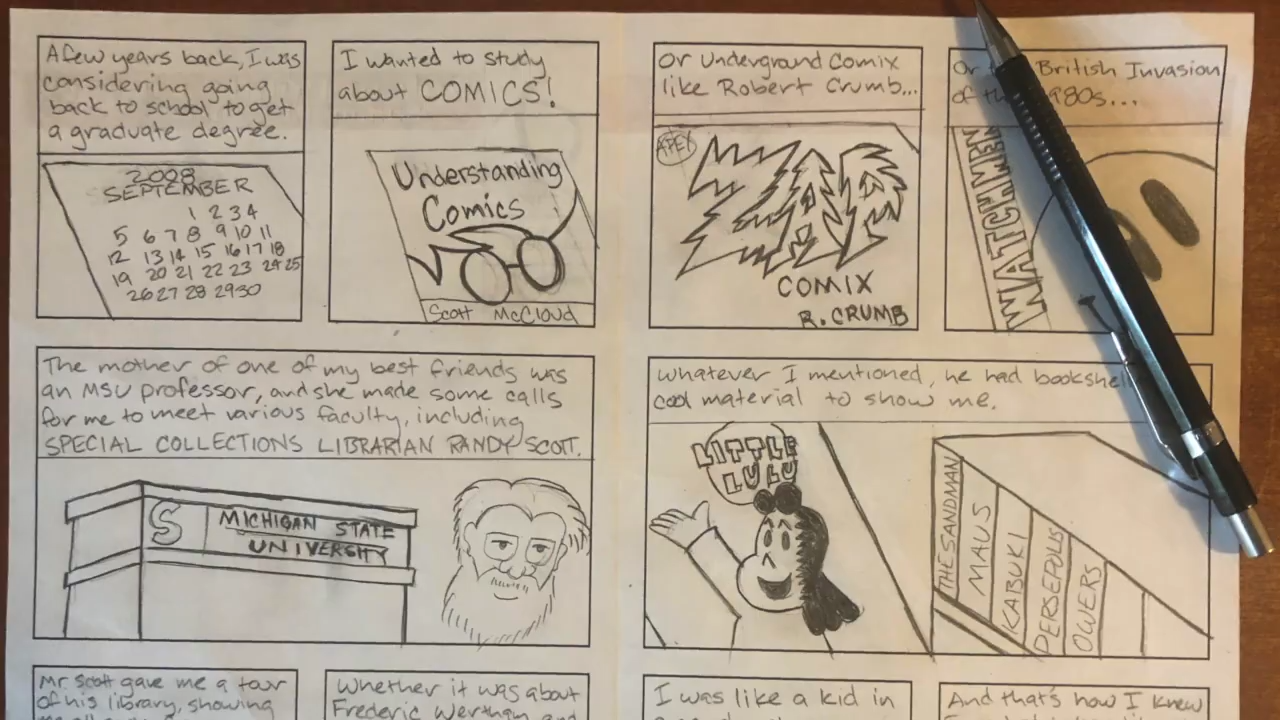 A few years back, I was
considering going
back to school to get
a graduate degree.
2008
SEPTEMBER
1 2 3 4
5 6 7 8 9 10 11
12 13 14 15 16 17 18
19 20 21 22 23 24 25
26 27 28 29 30
I wanted to study
about COMICS!
Understanding
Comics
Scott McCloud
Or Underground Comix
like Robert Crumb...
APEX
ZAP
COMIX
R. CRUMB
Or British Invasion
of 1980s...
WATCHMEN
The mother of one of my best friends was
an MSU professor, and she made some calls
for me to meet various faculty, including
SPECIAL COLLECTIONS LIBRARIAN RANDY SCOTT.
S
MICHIGAN STATE
UNIVERSITY
Whatever I mentioned, he had
cool material to show me.
LITTLE
LULU
THE SANDMAN
MAUS
KABUKI
PERSEPOLIS
OWERS
Mr. Scott gave me a tour
of his library, showing
Whether it was about
Frederic Wertham and
I was like a kid in
And that's how I knew